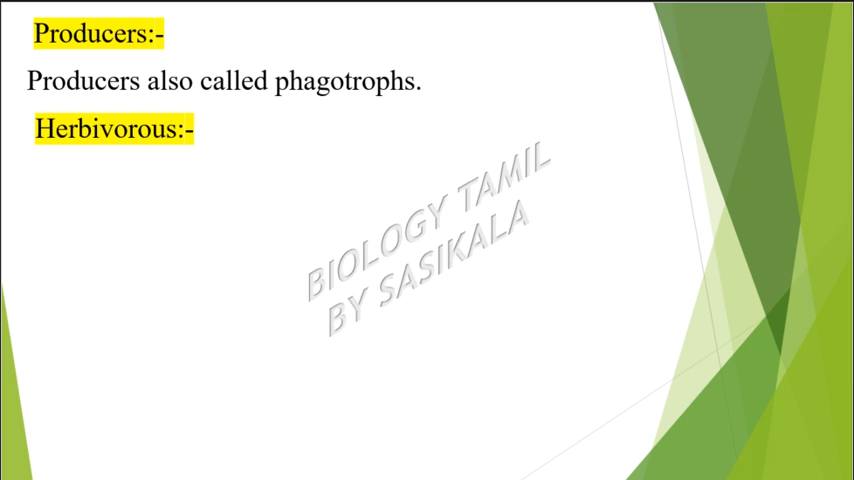 Producers:-
Producers also called phagotrophs.
Herbivorous:-
BIOLOGY TAMIL
BY SASIKALA